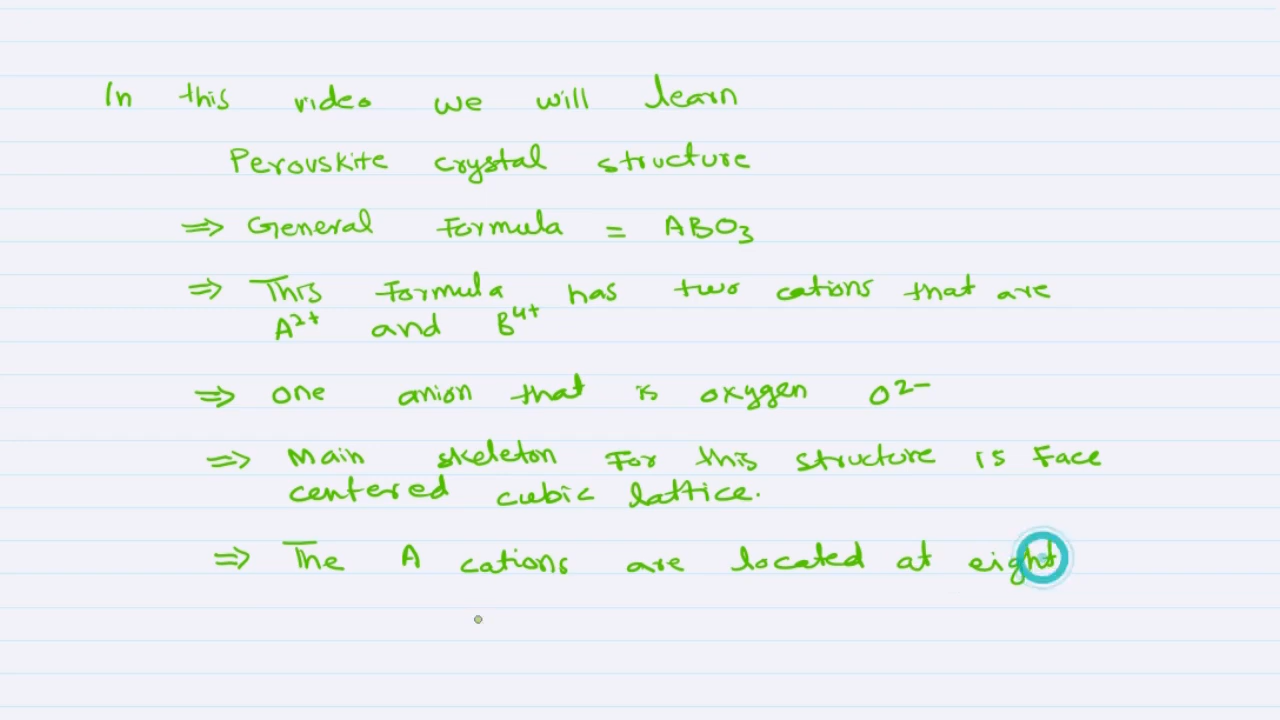 In this video we will learn
Perovskite crystal structure
⇒ General Formula = ABO₃
⇒ This Formula has two cations that are
A²⁺ and B⁴⁺
⇒ one anion that is oxygen O²⁻
⇒ Main skeleton For this structure is Face
centered cubic lattice.
⇒ The A cations are located at eight